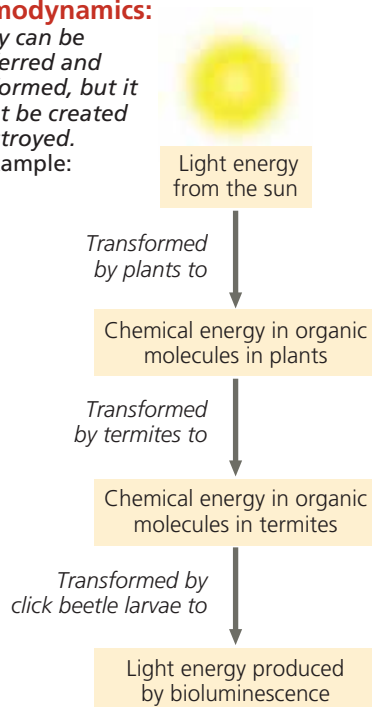 modynamics:
y can be
erred and
ormed, but it
t be created
stroyed.
ample:
Light energy
from the sun
Transformed
by plants to
Chemical energy in organic
molecules in plants
Transformed
by termites to
Chemical energy in organic
molecules in termites
Transformed by
click beetle larvae to
Light energy produced
by bioluminescence